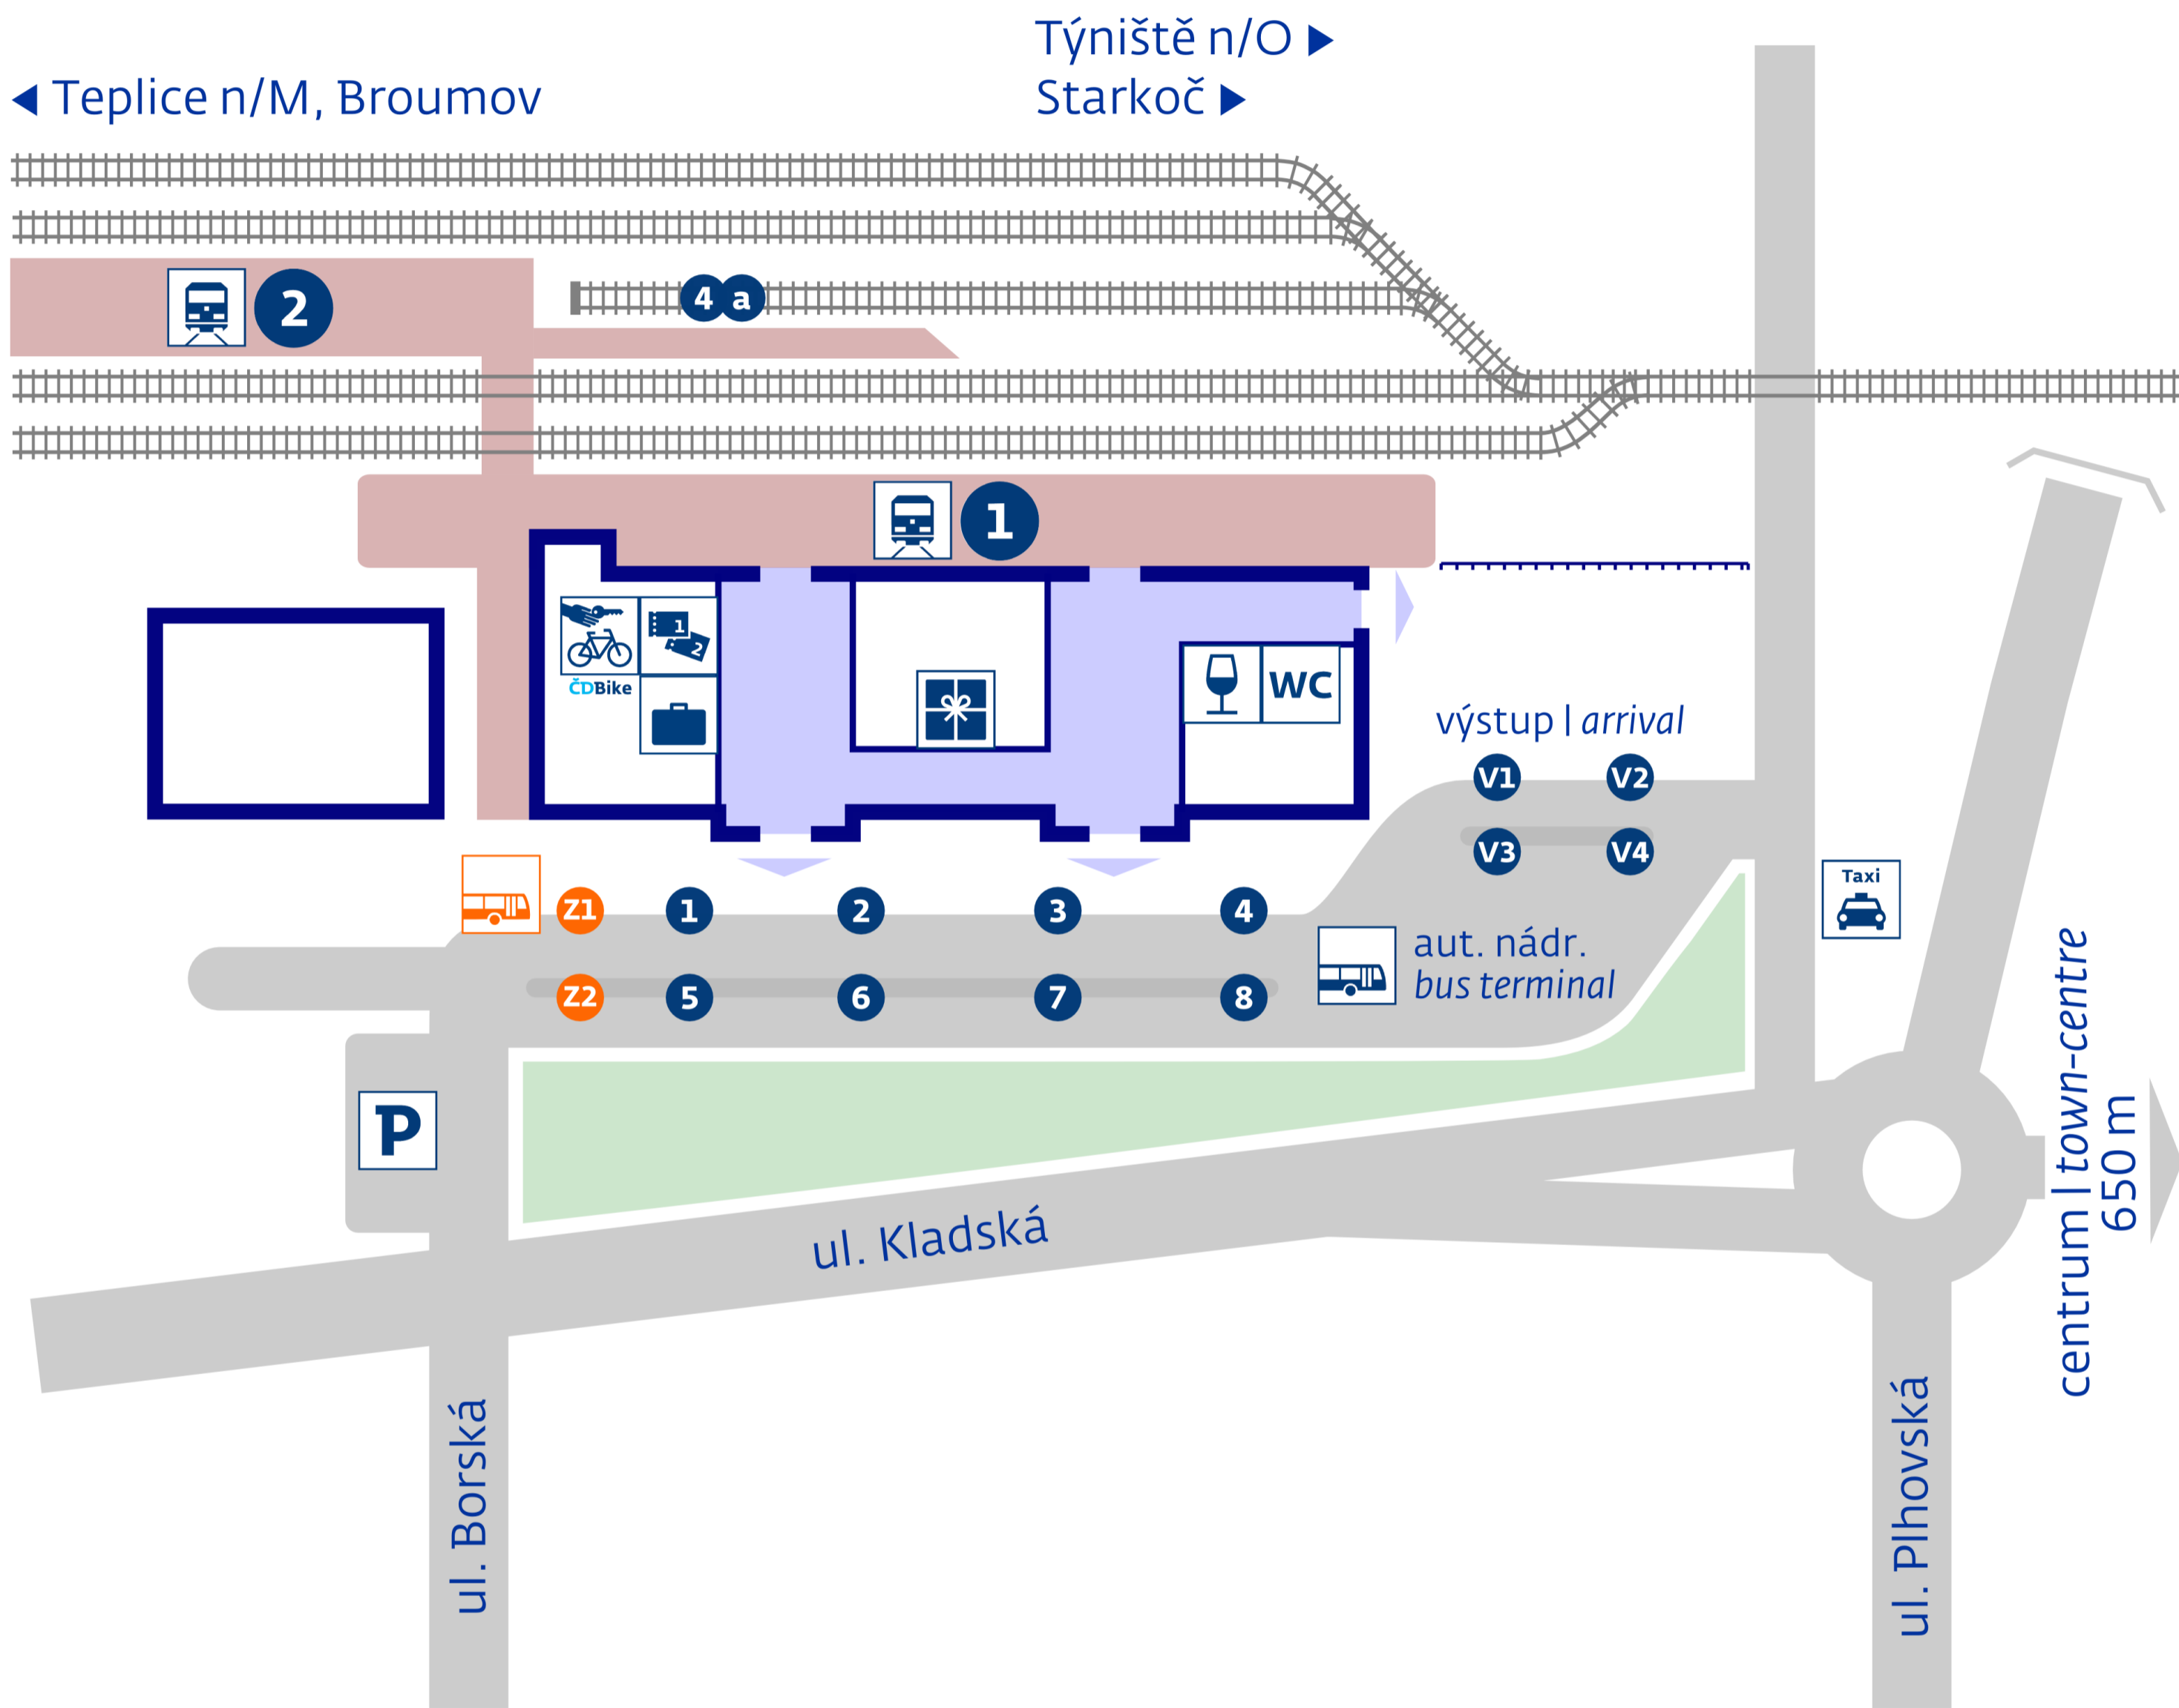 Týniště n/O
Teplice n/M, Broumov
Starkoč
2
4 a
1
1
2
ČDBike
WC
výstup | arrival
V1 V2
V3 V4
Taxi
Z1 1 2 3 4
aut. nádr.
bus terminal
Z2 5 6 7 8
P
centrum | town-centre
650 m
ul. Kladská
ul. Borská
ul. Plhovská